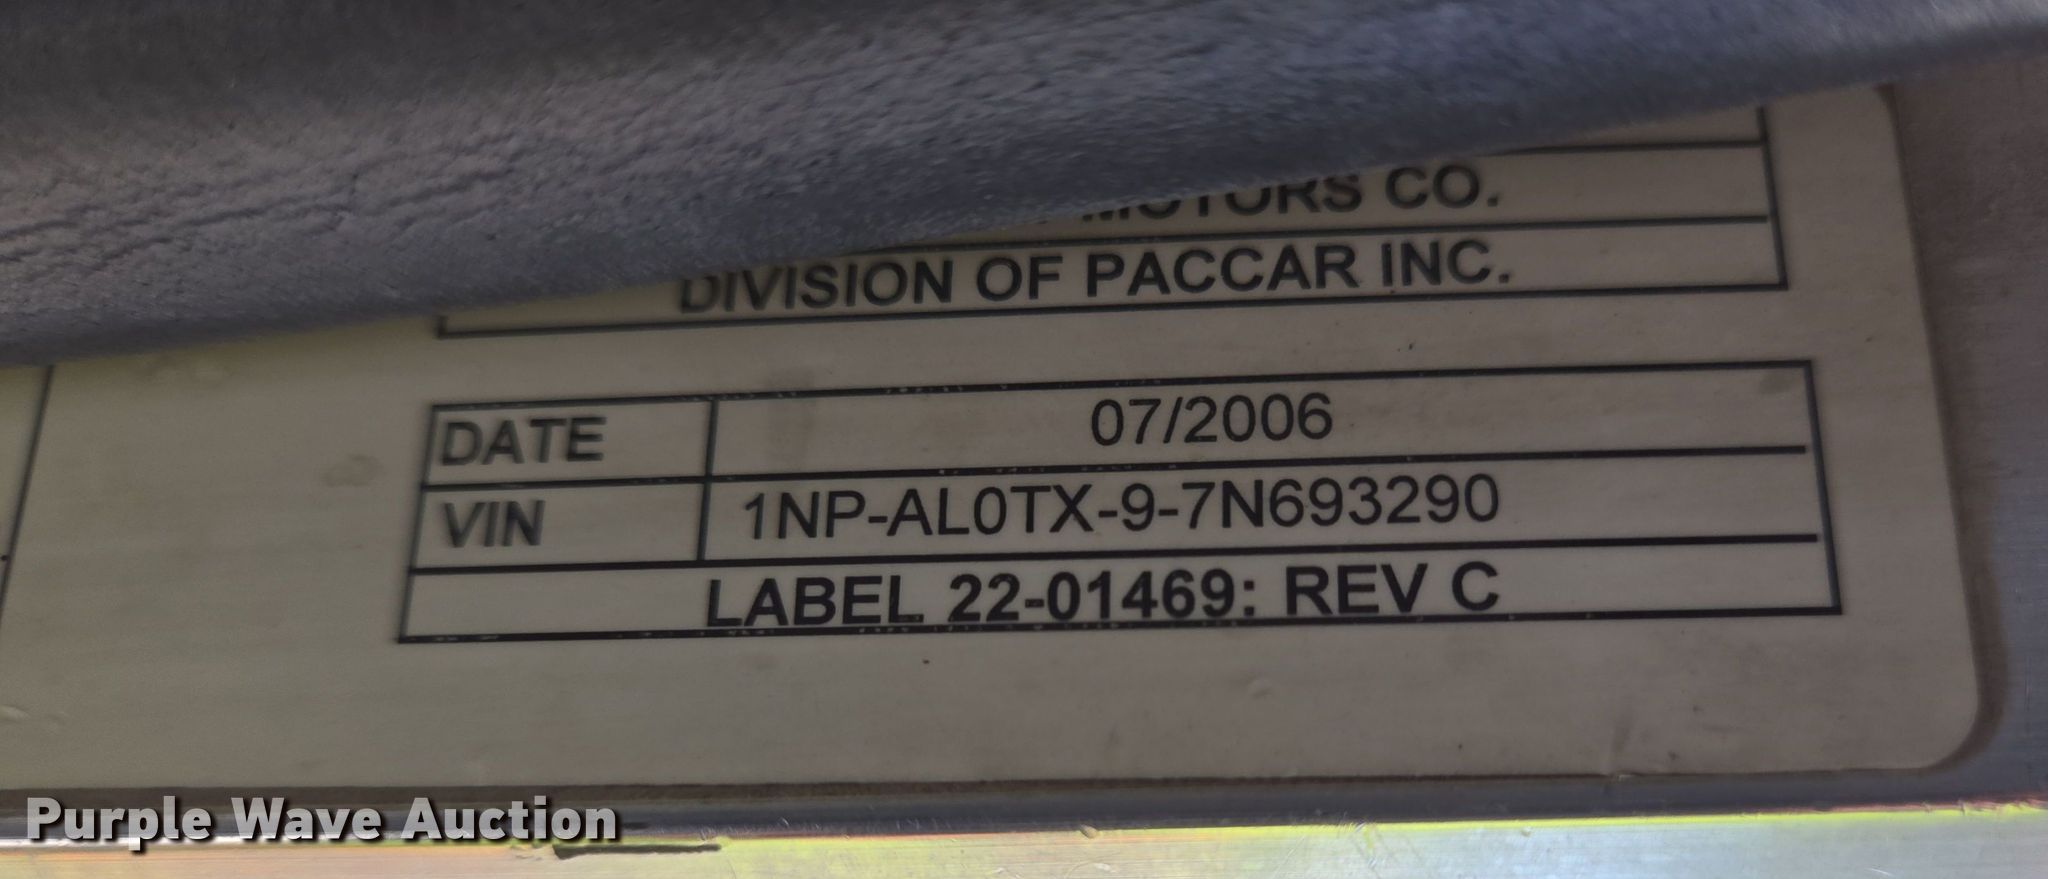 MOTORS CO.
DIVISION OF PACCAR INC.
DATE 07/2006
VIN 1NP-AL0TX-9-7N693290
LABEL 22-01469: REV C
Purple Wave Auction